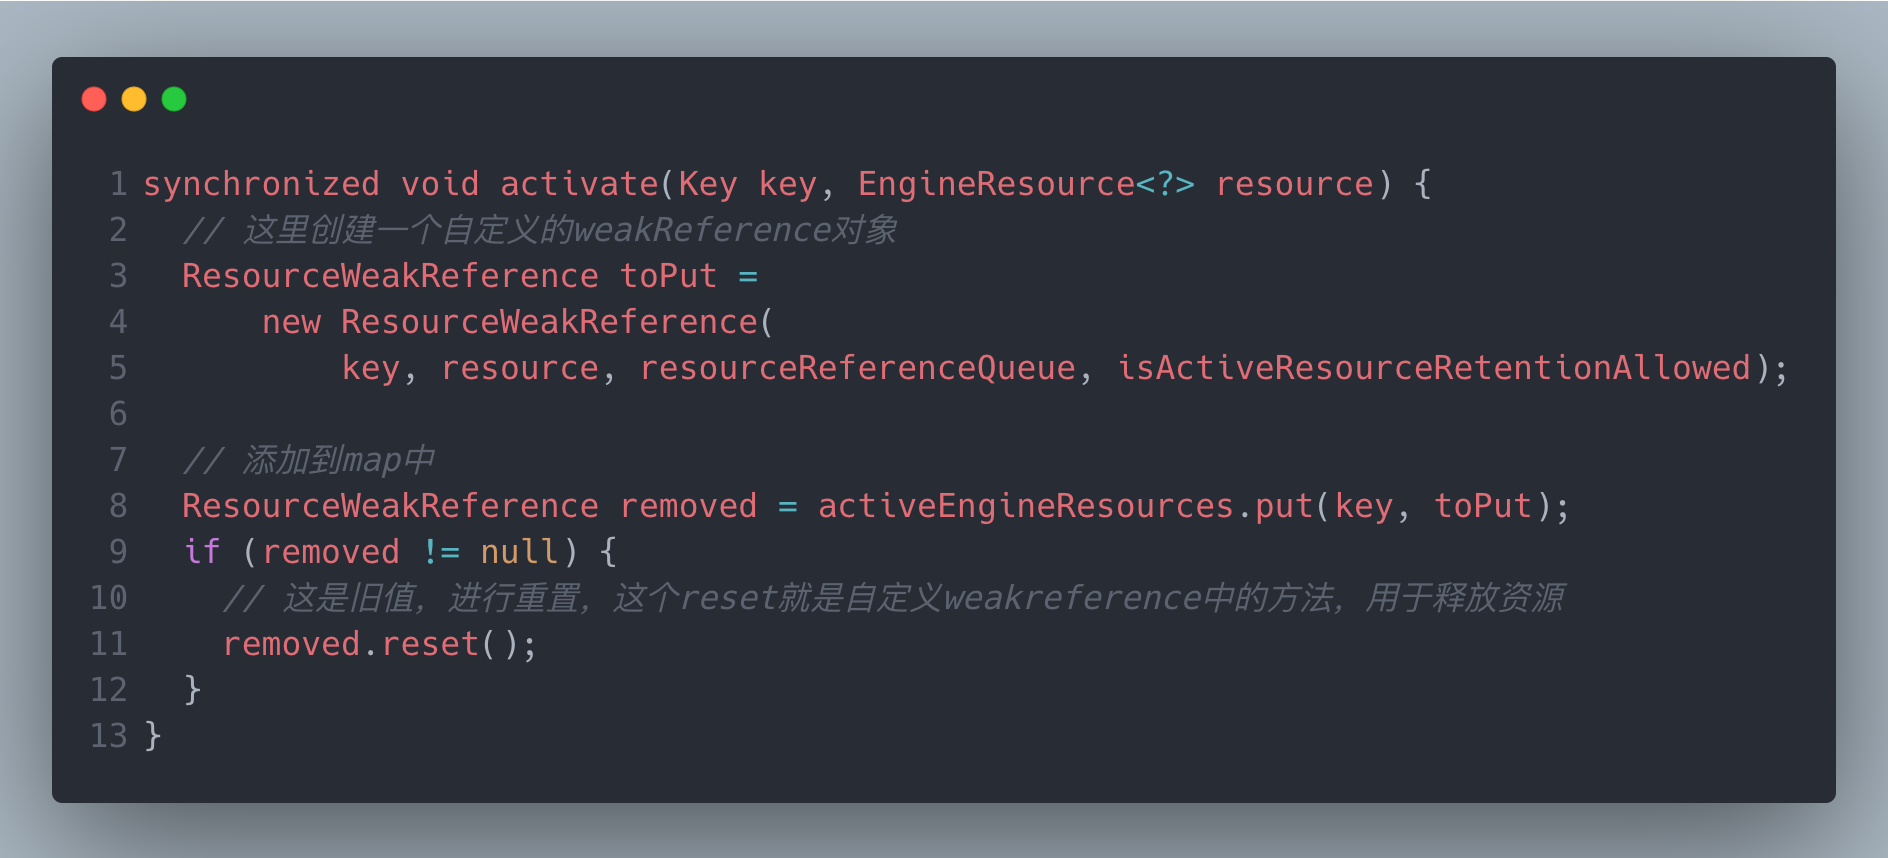 1 synchronized void activate(Key key, EngineResource<?> resource) {
2   // 这里创建一个自定义的weakReference对象
3   ResourceWeakReference toPut =
4       new ResourceWeakReference(
5           key, resource, resourceReferenceQueue, isActiveResourceRetentionAllowed);
6
7   // 添加到map中
8   ResourceWeakReference removed = activeEngineResources.put(key, toPut);
9   if (removed != null) {
10     // 这是旧值，进行重置，这个reset就是自定义weakreference中的方法，用于释放资源
11     removed.reset();
12   }
13 }